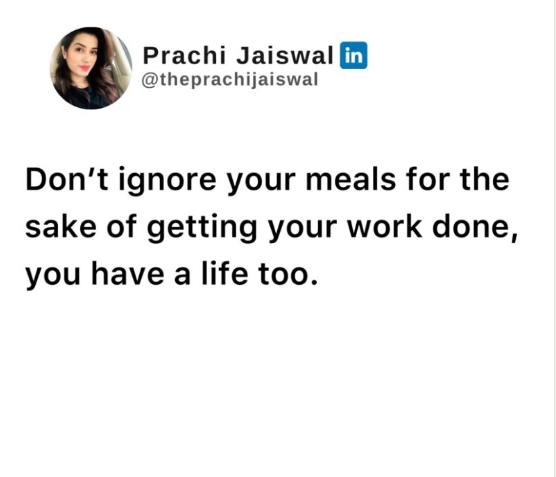 Prachi Jaiswal in
@theprachijaiswal
Don’t ignore your meals for the
sake of getting your work done,
you have a life too.